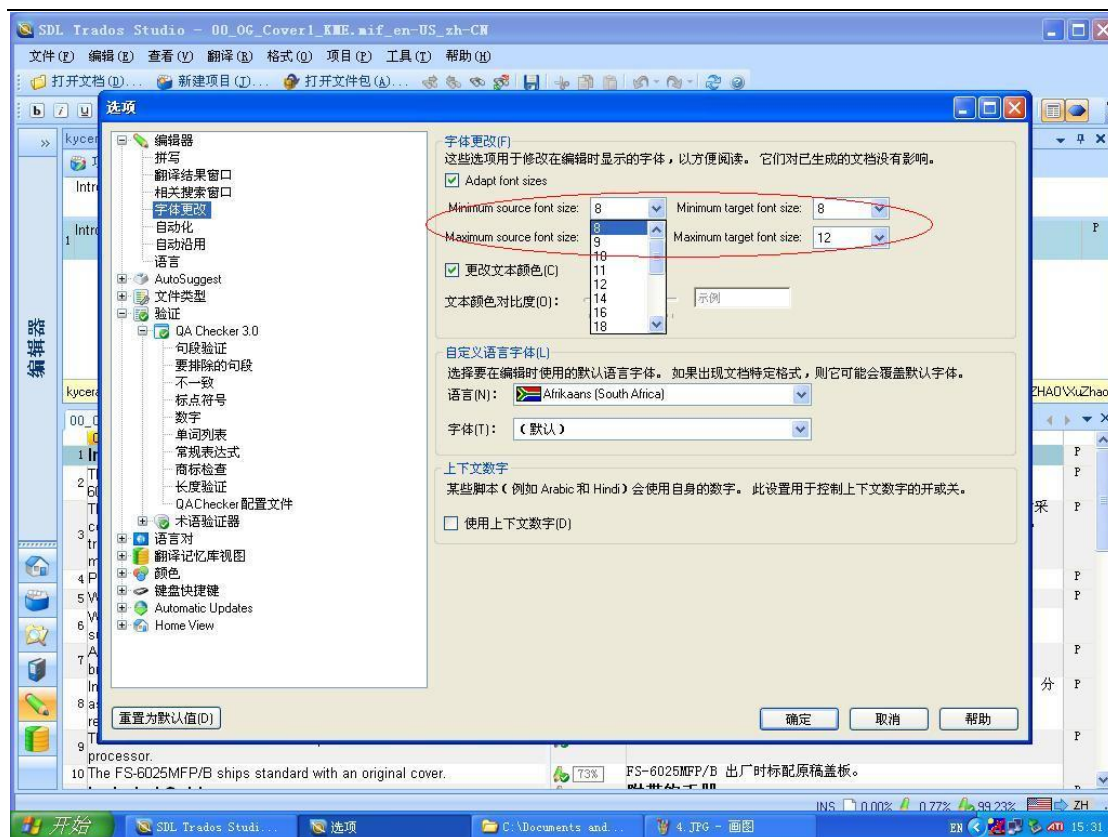 SDL Trados Studio - 00_OG_Cover1_KME.mif_en-US_zh-CN
文件(F) 编辑(E) 查看(V) 翻译(R) 格式(O) 项目(P) 工具(T) 帮助(H)
打开文档(D)... 新建项目(J)... 打开文件包(A)...
选项
编辑器
拼写
翻译结果窗口
相关搜索窗口
字体更改
自动化
自动沿用
语言
AutoSuggest
文件类型
验证
QA Checker 3.0
句段验证
要排除的句段
不一致
标点符号
数字
单词列表
常规表达式
商标检查
长度验证
QAChecker 配置文件
术语验证器
语言对
翻译记忆库视图
颜色
键盘快捷键
Automatic Updates
Home View
字体更改(F)
这些选项用于修改在编辑时显示的字体，以方便阅读。 它们对已生成的文档没有影响。
Adapt font sizes
Minimum source font size: 8 Minimum target font size: 8
Maximum source font size: Maximum target font size: 12
8
9
10
11
12
14
16
18
更改文本颜色(C)
文本颜色对比度(O): 示例
自定义语言字体(L)
选择要在编辑时使用的默认语言字体。 如果出现文档特定格式，则它可能会覆盖默认字体。
语言(N): Afrikaans (South Africa)
字体(T): (默认)
上下文数字
某些脚本(例如 Arabic 和 Hindi)会使用自身的数字。 此设置用于控制上下文数字的开或关。
使用上下文数字(D)
重置为默认值(D) 确定 取消 帮助
编辑器
processor.
10 The FS-6025MFP/B ships standard with an original cover. 73% FS-6025MFP/B 出厂时标配原稿盖板。
INS 0.00% 0.77% 99.23% ZH
开始 SDL Trados Studi... 选项 C:\Documents and... 4.JPG - 画图 EN 15:31